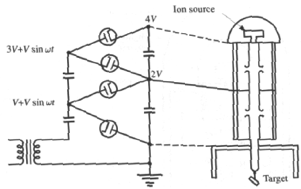 Ion source
4V
3V+V sin ωt
2V
V+V sin ωt
Target